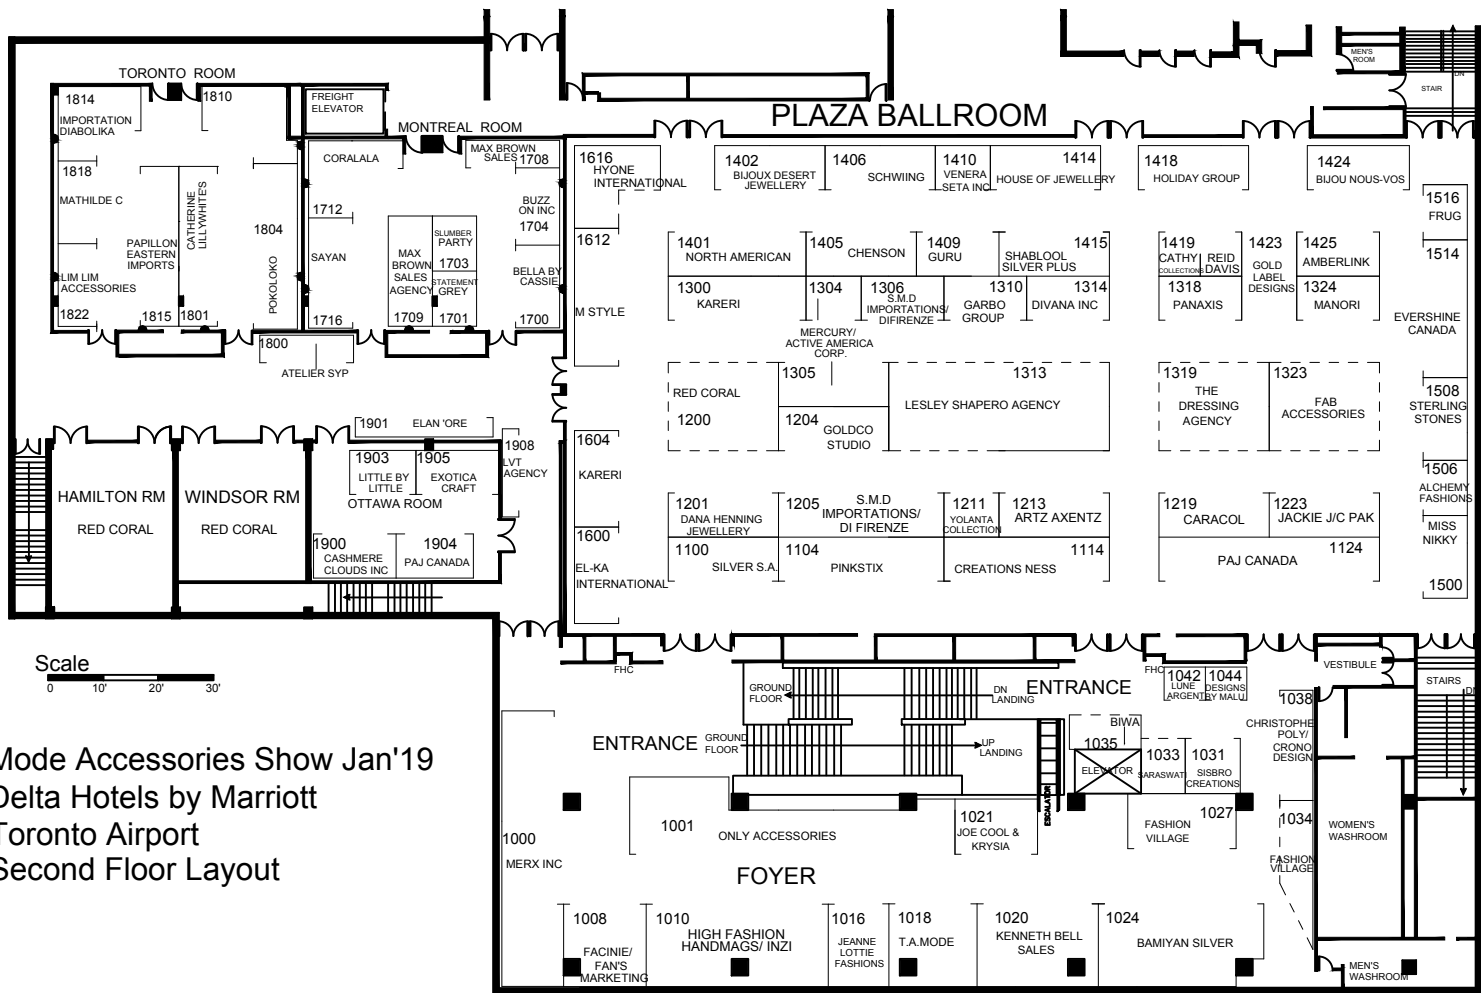 MEN'S
ROOM
STAIR
DN
TORONTO ROOM
1814
1810
IMPORTATION
DIABOLIKA
1818
MATHILDE C
CATHERINE
LILLYWHITE'S
1804
PAPILLON
EASTERN
IMPORTS
LIM LIM
ACCESSORIES
POKOLOKO
1822
1815
1801
FREIGHT
ELEVATOR
MONTREAL ROOM
CORALALA
MAX BROWN
SALES
1708
1712
BUZZ
ON INC
1704
SLUMBER
PARTY
1703
SAYAN
MAX
BROWN
SALES
AGENCY
STATEMENT
GREY
BELLA BY
CASSIE
1716
1709
1701
1700
1800
ATELIER SYP
PLAZA BALLROOM
1616
HYONE
INTERNATIONAL
1402
BIJOUX DESERT
JEWELLERY
1406
SCHWING
1410
VENERA
SETA INC
1414
HOUSE OF JEWELLERY
1418
HOLIDAY GROUP
1424
BIJOU NOUS-VOS
1516
FRUG
1612
M STYLE
1401
NORTH AMERICAN
1405
CHENSON
1409
GURU
1415
SHABLOOL
SILVER PLUS
1419
CATHY
COLLECTIONS
REID
DAVIS
1423
GOLD
LABEL
DESIGNS
1425
AMBERLINK
1514
EVERSHINE
CANADA
1300
KARERI
1304
MERCURY/
ACTIVE AMERICA
CORP.
1306
S.M.D
IMPORTATIONS/
DIFIRENZE
1310
GARBO
GROUP
1314
DIVANA INC
1318
PANAXIS
1324
MANORI
RED CORAL
1200
1305
1204
GOLDCO
STUDIO
1313
LESLEY SHAPERO AGENCY
1319
THE
DRESSING
AGENCY
1323
FAB
ACCESSORIES
1508
STERLING
STONES
1604
KARERI
1506
ALCHEMY
FASHIONS
1201
DANA HENNING
JEWELLERY
1205
S.M.D
IMPORTATIONS/
DI FIRENZE
1211
YOLANTA
COLLECTION
1213
ARTZ AXENTZ
1219
CARACOL
1223
JACKIE J/C PAK
MISS
NIKKY
1500
1600
EL-KA
INTERNATIONAL
1100
SILVER S.A.
1104
PINKSTIX
1114
CREATIONS NESS
1124
PAJ CANADA
1901
ELAN 'ORE
1908
LVT
AGENCY
1903
LITTLE BY
LITTLE
1905
EXOTICA
CRAFT
OTTAWA ROOM
1900
CASHMERE
CLOUDS INC
1904
PAJ CANADA
HAMILTON RM
RED CORAL
WINDSOR RM
RED CORAL
Scale
0 10' 20' 30'
Mode Accessories Show Jan'19
Delta Hotels by Marriott
Toronto Airport
Second Floor Layout
FHC
FHC
GROUND
FLOOR
DN
LANDING
ENTRANCE
ENTRANCE
GROUND
FLOOR
UP
LANDING
ESCALATOR
1042
LUNE
ARGENT
1044
DESIGNS
BY MALU
VESTIBULE
STAIRS
DN
1038
CHRISTOPHE
POLY/
CRONO
DESIGN
BIWA
1035
ELEVATOR
1033
SARASWATI
1031
SISBRO
CREATIONS
1027
FASHION
VILLAGE
1034
FASHION
VILLAGE
WOMEN'S
WASHROOM
MEN'S
WASHROOM
1000
MERX INC
1001
ONLY ACCESSORIES
1021
JOE COOL &
KRYSIA
FOYER
1008
FACINIE/
FAN'S
MARKETING
1010
HIGH FASHION
HANDMAGS/ INZI
1016
JEANNE
LOTTIE
FASHIONS
1018
T.A.MODE
1020
KENNETH BELL
SALES
1024
BAMIYAN SILVER